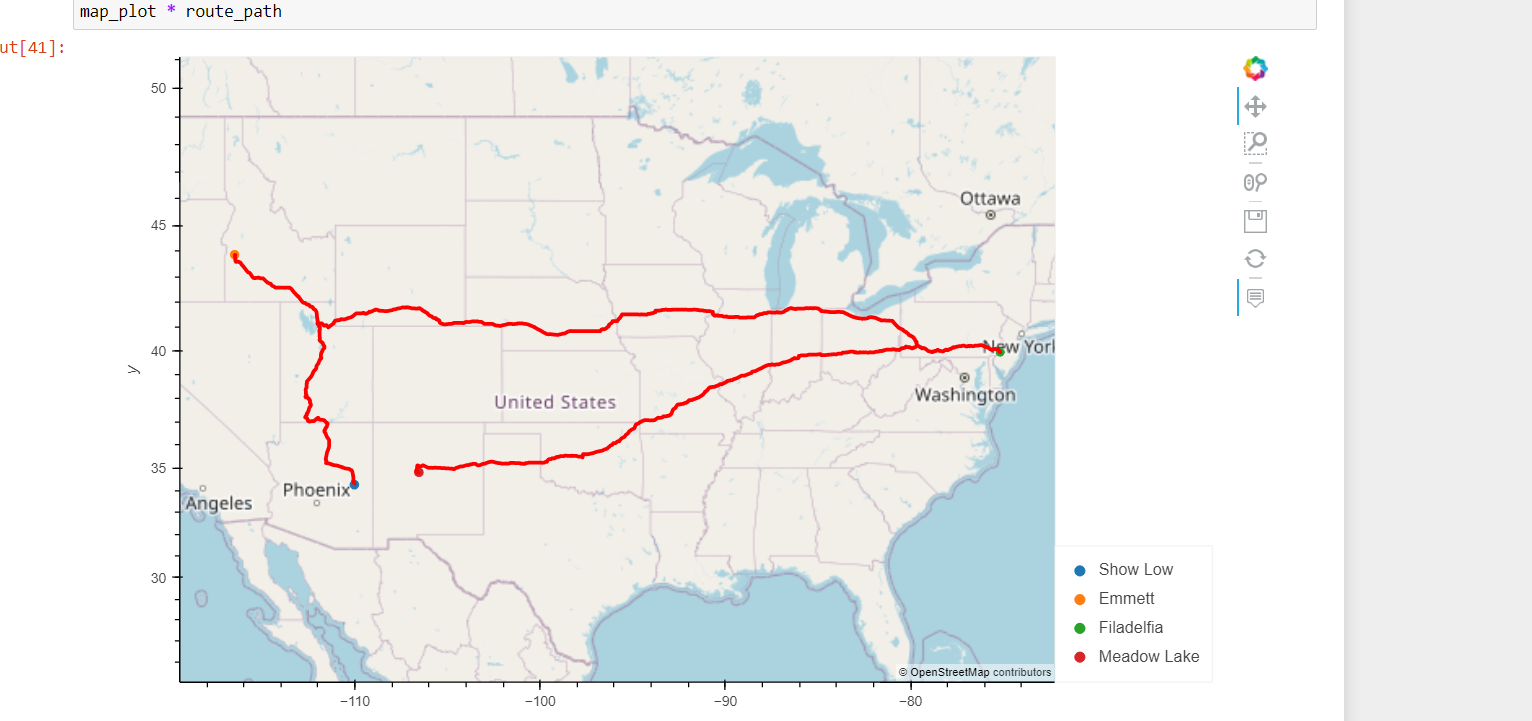 map_plot * route_path
ut[41]:
50
45
40
35
30
y
Ottawa
New York
Washington
United States
Phoenix
Angeles
−110
−100
−90
−80
Show Low
Emmett
Filadelfia
Meadow Lake
© OpenStreetMap contributors